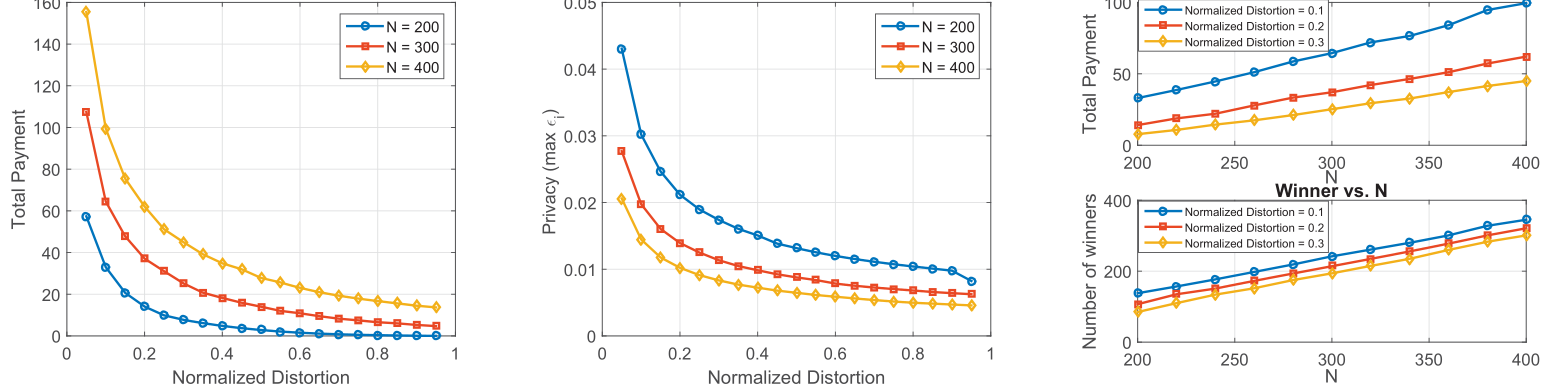 160
140
120
100
80
60
40
20
0
Total Payment
N = 200
N = 300
N = 400
0 0.2 0.4 0.6 0.8 1
Normalized Distortion
0.05
0.04
0.03
0.02
0.01
0
Privacy (max ϵi)
N = 200
N = 300
N = 400
0 0.2 0.4 0.6 0.8 1
Normalized Distortion
100
50
0
Total Payment
Normalized Distortion = 0.1
Normalized Distortion = 0.2
Normalized Distortion = 0.3
200 250 300 350 400
N
Winner vs. N
400
200
0
Number of winners
Normalized Distortion = 0.1
Normalized Distortion = 0.2
Normalized Distortion = 0.3
200 250 300 350 400
N